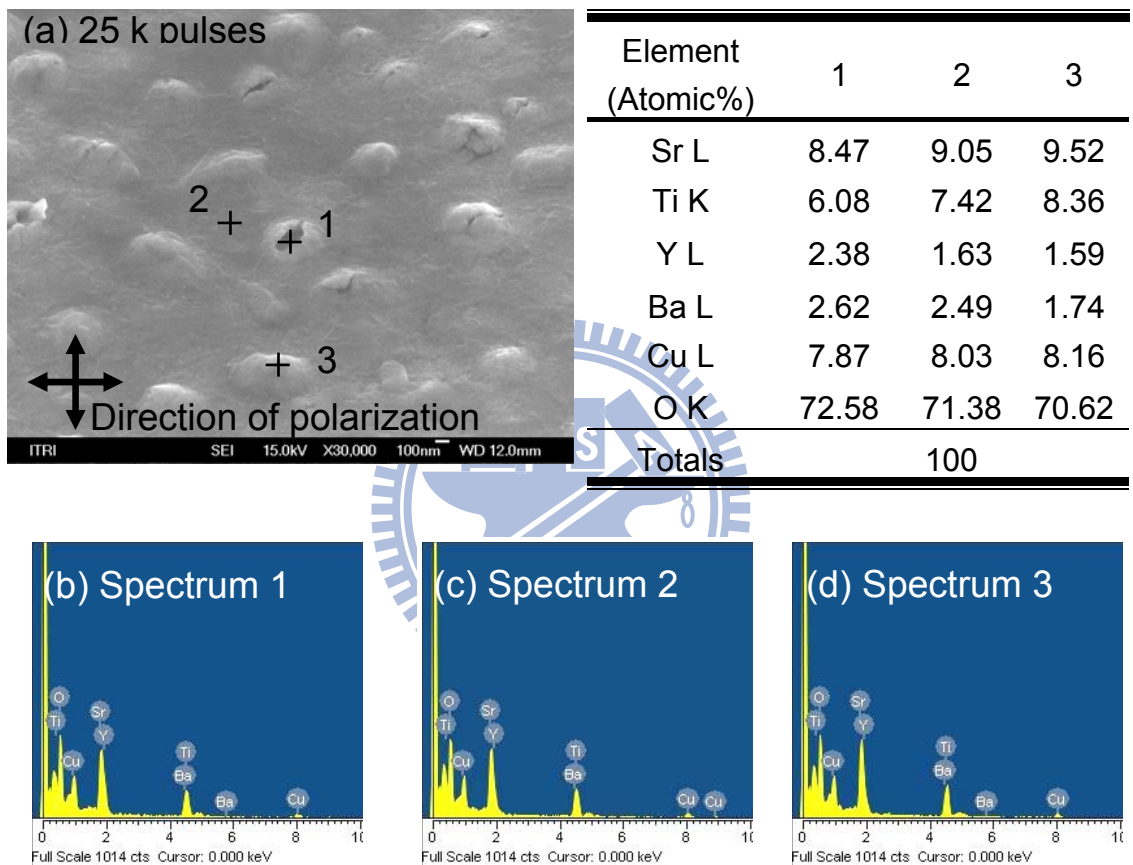 (a) 25 k pulses
2
1
3
Direction of polarization
ITRI SEI 15.0kV X30,000 100nm WD 12.0mm
Element (Atomic%) 1 2 3
Sr L 8.47 9.05 9.52
Ti K 6.08 7.42 8.36
Y L 2.38 1.63 1.59
Ba L 2.62 2.49 1.74
Cu L 7.87 8.03 8.16
O K 72.58 71.38 70.62
Totals 100
S
(b) Spectrum 1
O
Ti
Sr
Cu
Y
Ti
Ba
Ba
Cu
0 2 4 6 8 10
Full Scale 1014 cts Cursor: 0.000 keV
(c) Spectrum 2
O
Sr
Ti
Y
Cu
Ti
Ba
Cu
Cu
0 2 4 6 8 10
Full Scale 1014 cts Cursor: 0.000 keV
(d) Spectrum 3
O
Sr
Ti
Y
Cu
Ti
Ba
Ba
Cu
0 2 4 6 8 10
Full Scale 1014 cts Cursor: 0.000 keV